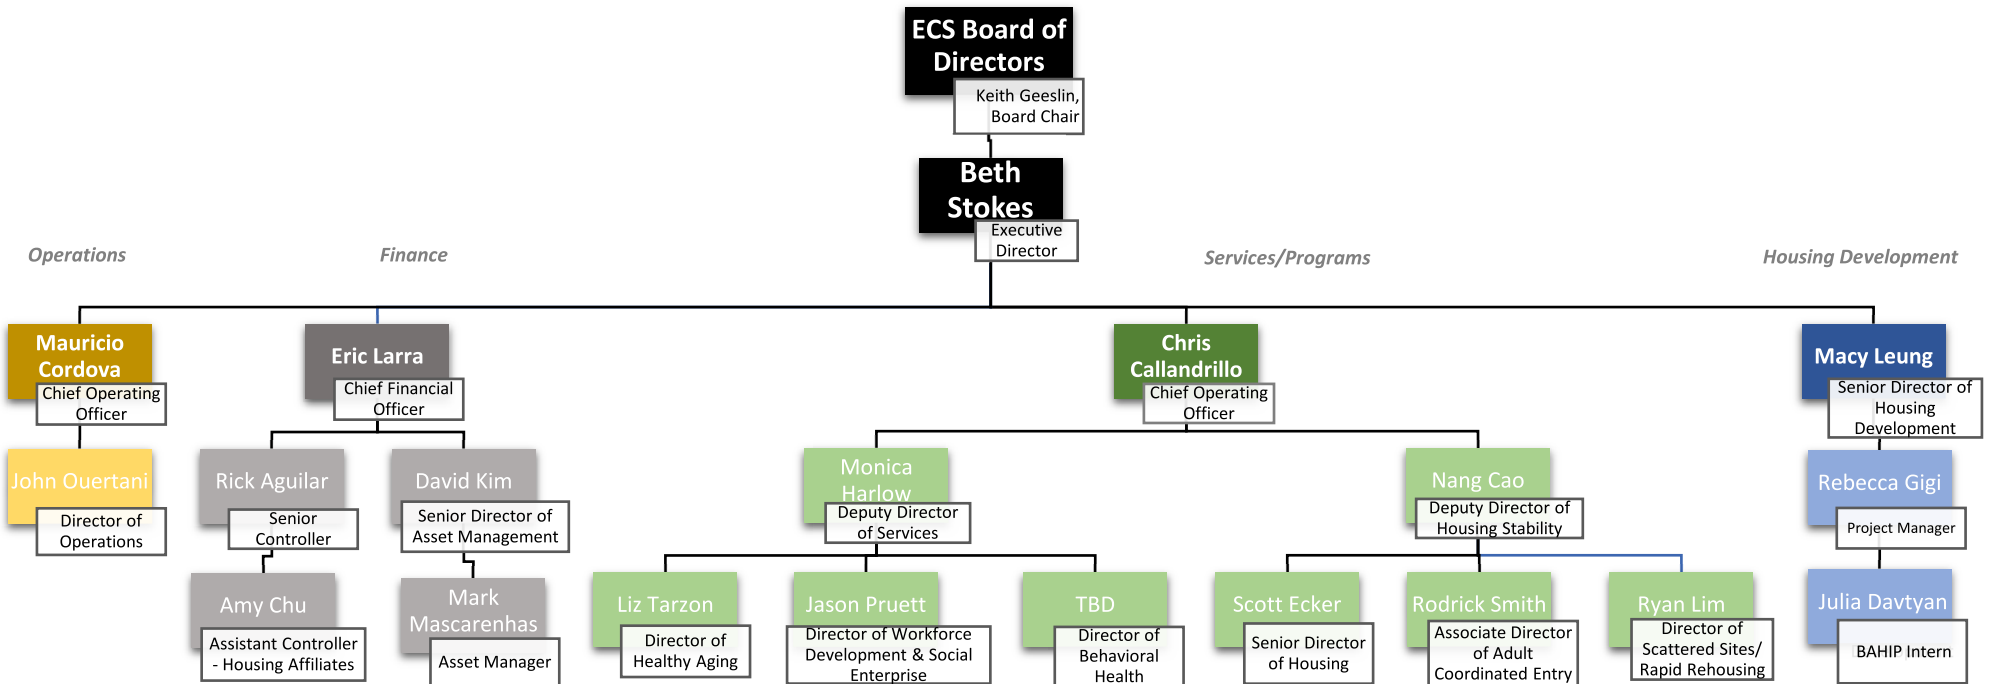 ECS Board of
Directors
Keith Geeslin,
Board Chair
Beth
Stokes
Executive
Director
Operations
Finance
Services/Programs
Housing Development
Mauricio
Cordova
Chief Operating
Officer
Eric Larra
Chief Financial
Officer
Chris
Callandrillo
Chief Operating
Officer
Macy Leung
Senior Director of
Housing
Development
John Ouertani
Director of
Operations
Rick Aguilar
Senior
Controller
David Kim
Senior Director of
Asset Management
Monica
Harlow
Deputy Director
of Services
Nang Cao
Deputy Director of
Housing Stability
Rebecca Gigi
Project Manager
Amy Chu
Assistant Controller
- Housing Affiliates
Mark
Mascarenhas
Asset Manager
Liz Tarzon
Director of
Healthy Aging
Jason Pruett
Director of Workforce
Development & Social
Enterprise
TBD
Director of
Behavioral
Health
Scott Ecker
Senior Director
of Housing
Rodrick Smith
Associate Director
of Adult
Coordinated Entry
Ryan Lim
Director of
Scattered Sites/
Rapid Rehousing
Julia Davtyan
BAHIP Intern